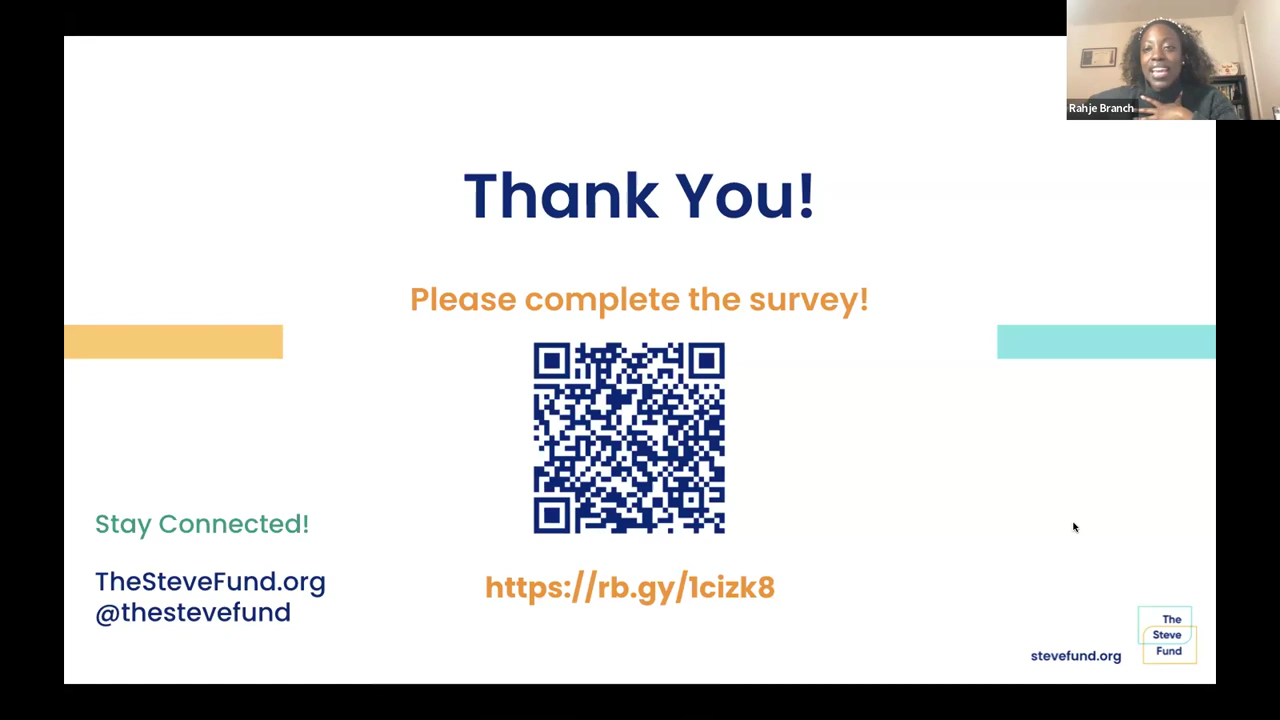 Rahje Branch
Thank You!
Please complete the survey!
Stay Connected!
TheSteveFund.org
@thestevefund
https://rb.gy/1cizk8
stevefund.org
The
Steve
Fund